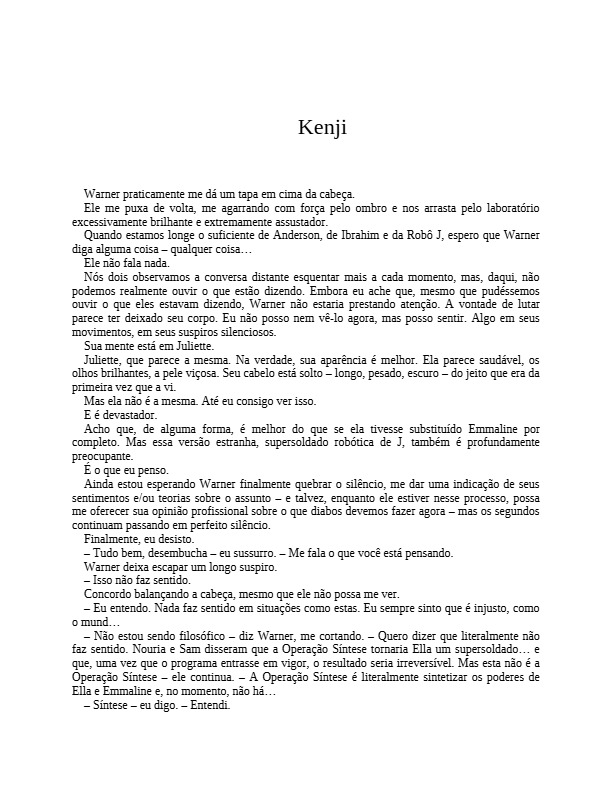 Kenji
Warner praticamente me dá um tapa em cima da cabeça.
Ele me puxa de volta, me agarrando com força pelo ombro e nos arrasta pelo laboratório
excessivamente brilhante e extremamente assustador.
Quando estamos longe o suficiente de Anderson, de Ibrahim e da Robô J, espero que Warner
diga alguma coisa – qualquer coisa…
Ele não fala nada.
Nós dois observamos a conversa distante esquentar mais a cada momento, mas, daqui, não
podemos realmente ouvir o que estão dizendo. Embora eu ache que, mesmo que pudéssemos
ouvir o que eles estavam dizendo, Warner não estaria prestando atenção. A vontade de lutar
parece ter deixado seu corpo. Eu não posso nem vê-lo agora, mas posso sentir. Algo em seus
movimentos, em seus suspiros silenciosos.
Sua mente está em Juliette.
Juliette, que parece a mesma. Na verdade, sua aparência é melhor. Ela parece saudável, os
olhos brilhantes, a pele viçosa. Seu cabelo está solto – longo, pesado, escuro – do jeito que era da
primeira vez que a vi.
Mas ela não é a mesma. Até eu consigo ver isso.
E é devastador.
Acho que, de alguma forma, é melhor do que se ela tivesse substituído Emmaline por
completo. Mas essa versão estranha, supersoldado robótica de J, também é profundamente
preocupante.
É o que eu penso.
Ainda estou esperando Warner finalmente quebrar o silêncio, me dar uma indicação de seus
sentimentos e/ou teorias sobre o assunto – e talvez, enquanto ele estiver nesse processo, possa
me oferecer sua opinião profissional sobre o que diabos devemos fazer agora – mas os segundos
continuam passando em perfeito silêncio.
Finalmente, eu desisto.
– Tudo bem, desembucha – eu sussurro. – Me fala o que você está pensando.
Warner deixa escapar um longo suspiro.
– Isso não faz sentido.
Concordo balançando a cabeça, mesmo que ele não possa me ver.
– Eu entendo. Nada faz sentido em situações como estas. Eu sempre sinto que é injusto, como
o mund…
– Não estou sendo filosófico – diz Warner, me cortando. – Quero dizer que literalmente não
faz sentido. Nouria e Sam disseram que a Operação Síntese tornaria Ella um supersoldado… e
que, uma vez que o programa entrasse em vigor, o resultado seria irreversível. Mas esta não é a
Operação Síntese – ele continua. – A Operação Síntese é literalmente sintetizar os poderes de
Ella e Emmaline e, no momento, não há…
– Síntese – eu digo. – Entendi.